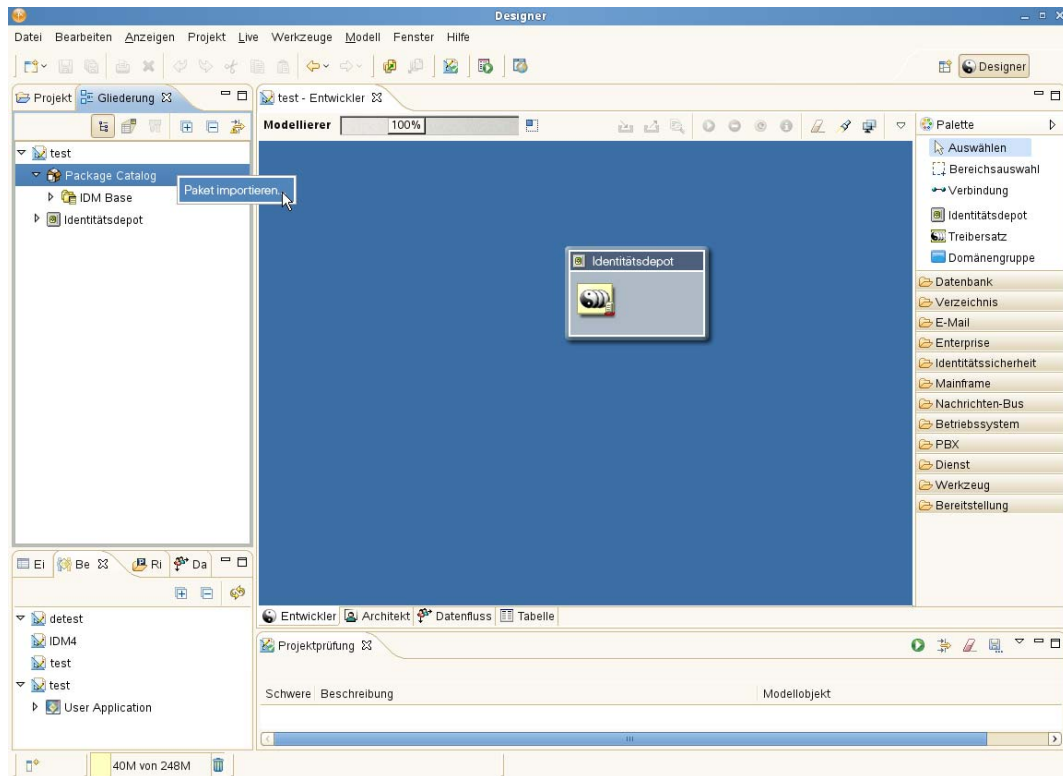 Designer
Datei Bearbeiten Anzeigen Projekt Live Werkzeuge Modell Fenster Hilfe
Designer
Projekt Gliederung
test - Entwickler
Modellierer 100%
test
Package Catalog
Paket importieren...
IDM Base
Identitätsdepot
Identitätsdepot
Palette
Auswählen
Bereichsauswahl
Verbindung
Identitätsdepot
Treibersatz
Domänengruppe
Datenbank
Verzeichnis
E-Mail
Enterprise
Identitätssicherheit
Mainframe
Nachrichten-Bus
Betriebssystem
PBX
Dienst
Werkzeug
Bereitstellung
Ei Be Ri Da
detest
IDM4
test
test
User Application
Entwickler Architekt Datenfluss Tabelle
Projektprüfung
Schwere Beschreibung Modellobjekt
40M von 248M